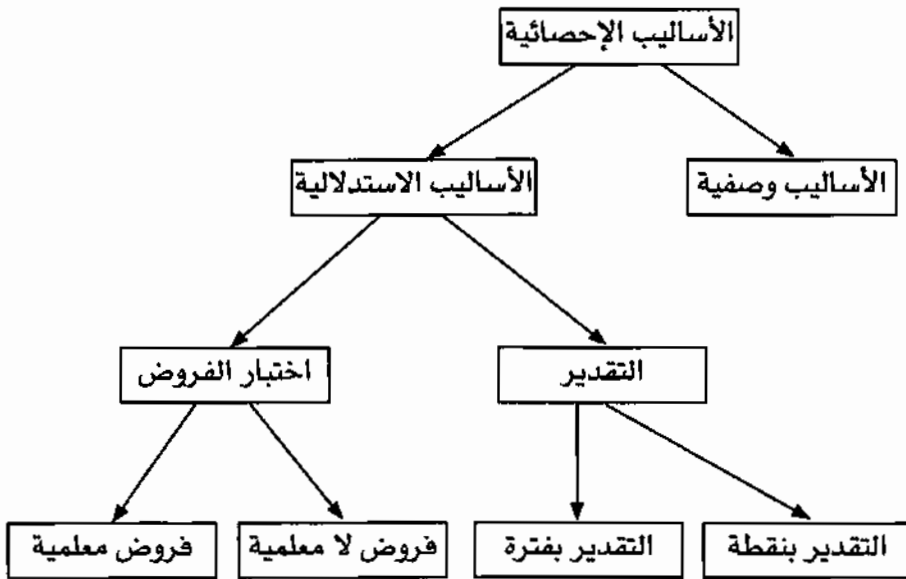 الأساليب الإحصائية
الأساليب وصفية
الأساليب الاستدلالية
التقدير
اختبار الفروض
التقدير بنقطة
التقدير بفترة
فروض لا معلمية
فروض معلمية